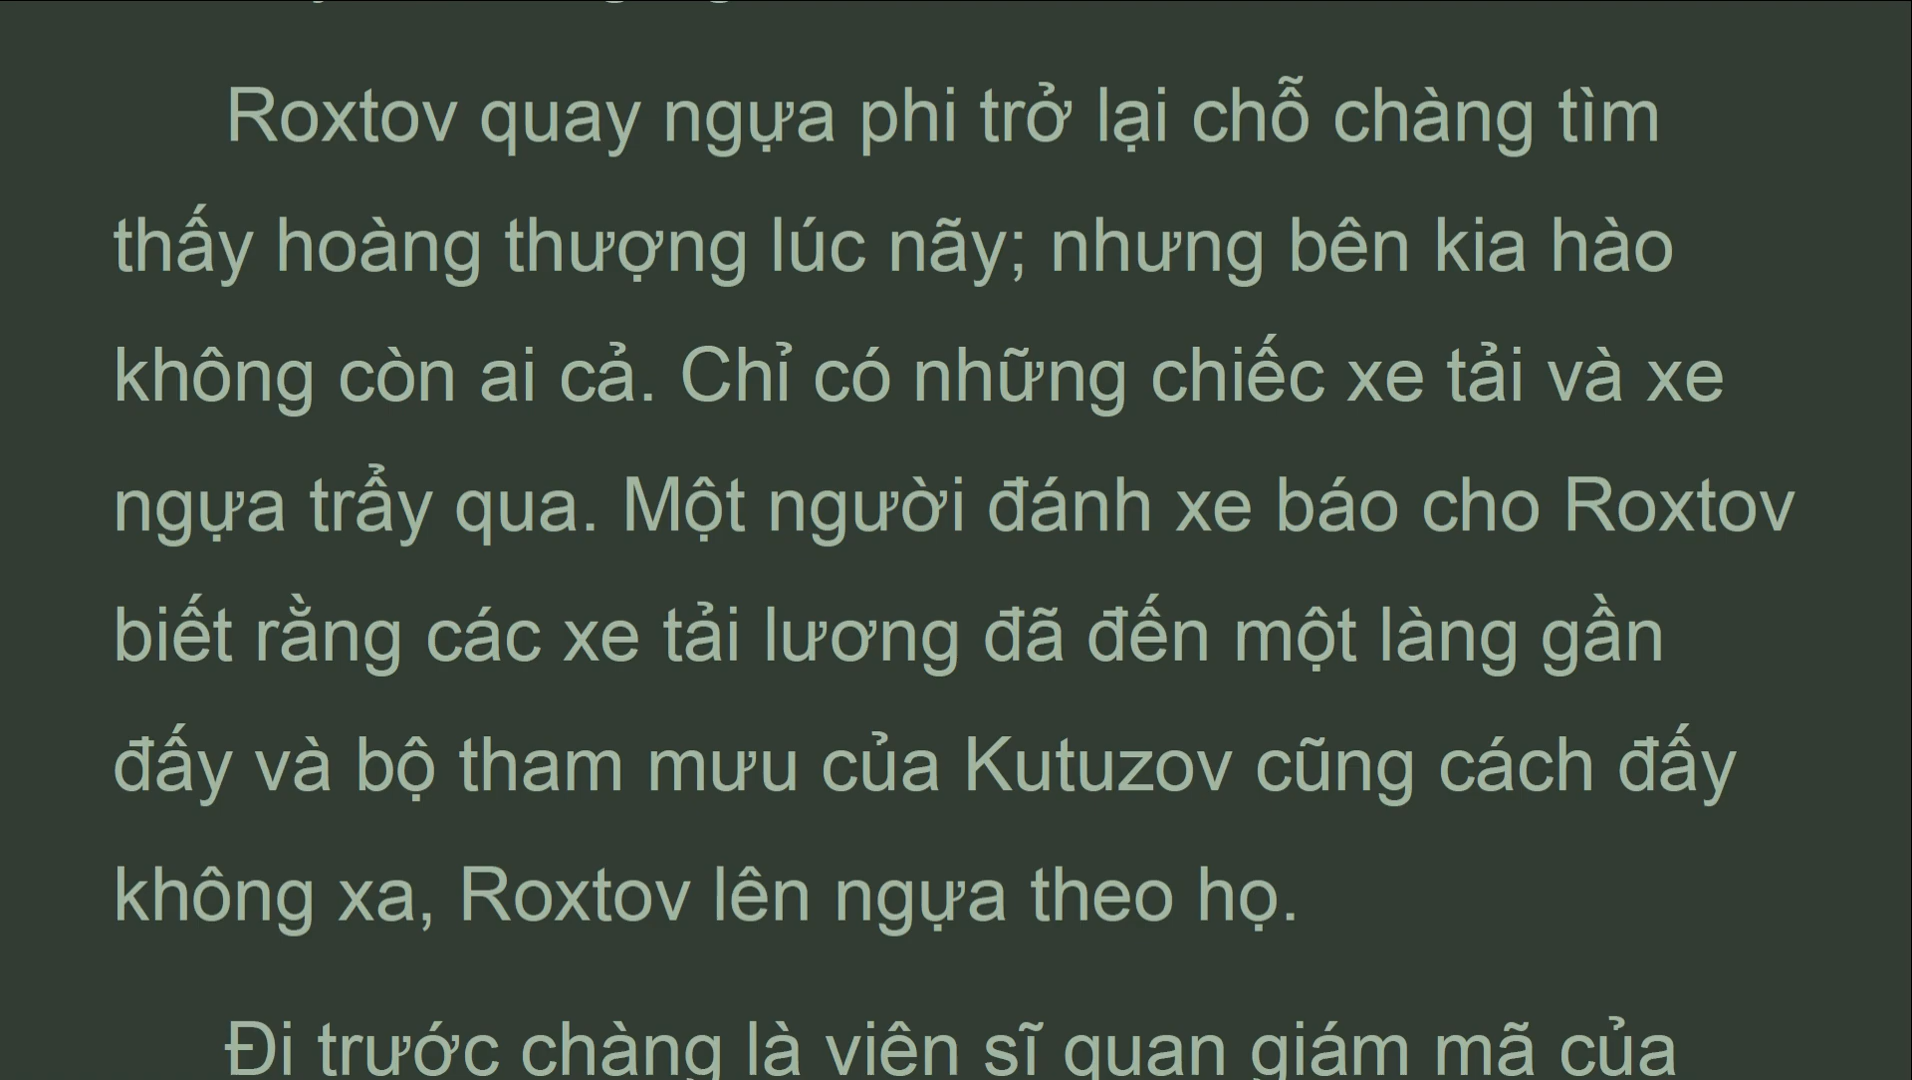 Roxtov quay ngựa phi trở lại chỗ chàng tìm
thấy hoàng thượng lúc nãy; nhưng bên kia hào
không còn ai cả. Chỉ có những chiếc xe tải và xe
ngựa trẩy qua. Một người đánh xe báo cho Roxtov
biết rằng các xe tải lương đã đến một làng gần
đấy và bộ tham mưu của Kutuzov cũng cách đấy
không xa, Roxtov lên ngựa theo họ.
Đi trước chàng là viên sĩ quan giám mã của